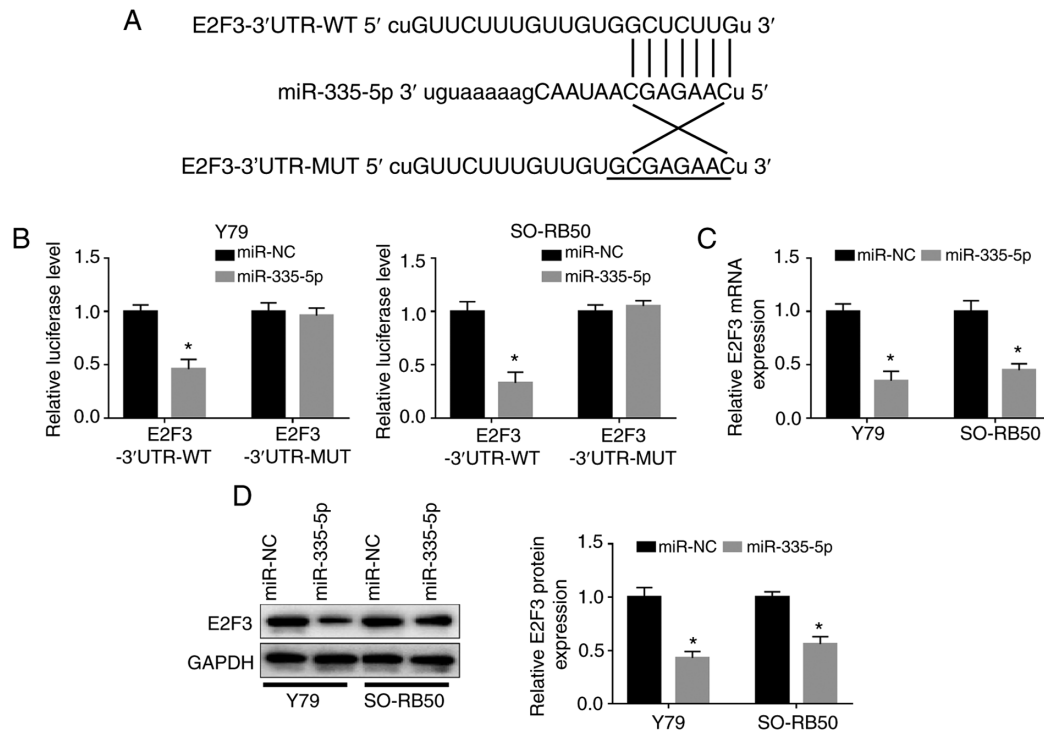 A
E2F3-3′UTR-WT 5′ cuGUUCUUUGUUGUGGCUCUUGu 3′
miR-335-5p 3′ uguaaaaagCAAUAACGAGAACu 5′
E2F3-3′UTR-MUT 5′ cuGUUCUUUGUUGUGCGAGAACu 3′
B
Y79
miR-NC
miR-335-5p
Relative luciferase level
1.5
1.0
0.5
0.0
*
E2F3
-3′UTR-WT
E2F3
-3′UTR-MUT
SO-RB50
miR-NC
miR-335-5p
Relative luciferase level
1.5
1.0
0.5
0.0
*
E2F3
-3′UTR-WT
E2F3
-3′UTR-MUT
C
miR-NC miR-335-5p
Relative E2F3 mRNA
expression
1.5
1.0
0.5
0.0
* *
Y79 SO-RB50
D
miR-NC
miR-335-5p
miR-NC
miR-335-5p
E2F3
GAPDH
Y79 SO-RB50
miR-NC miR-335-5p
Relative E2F3 protein
expression
1.5
1.0
0.5
0.0
* *
Y79 SO-RB50